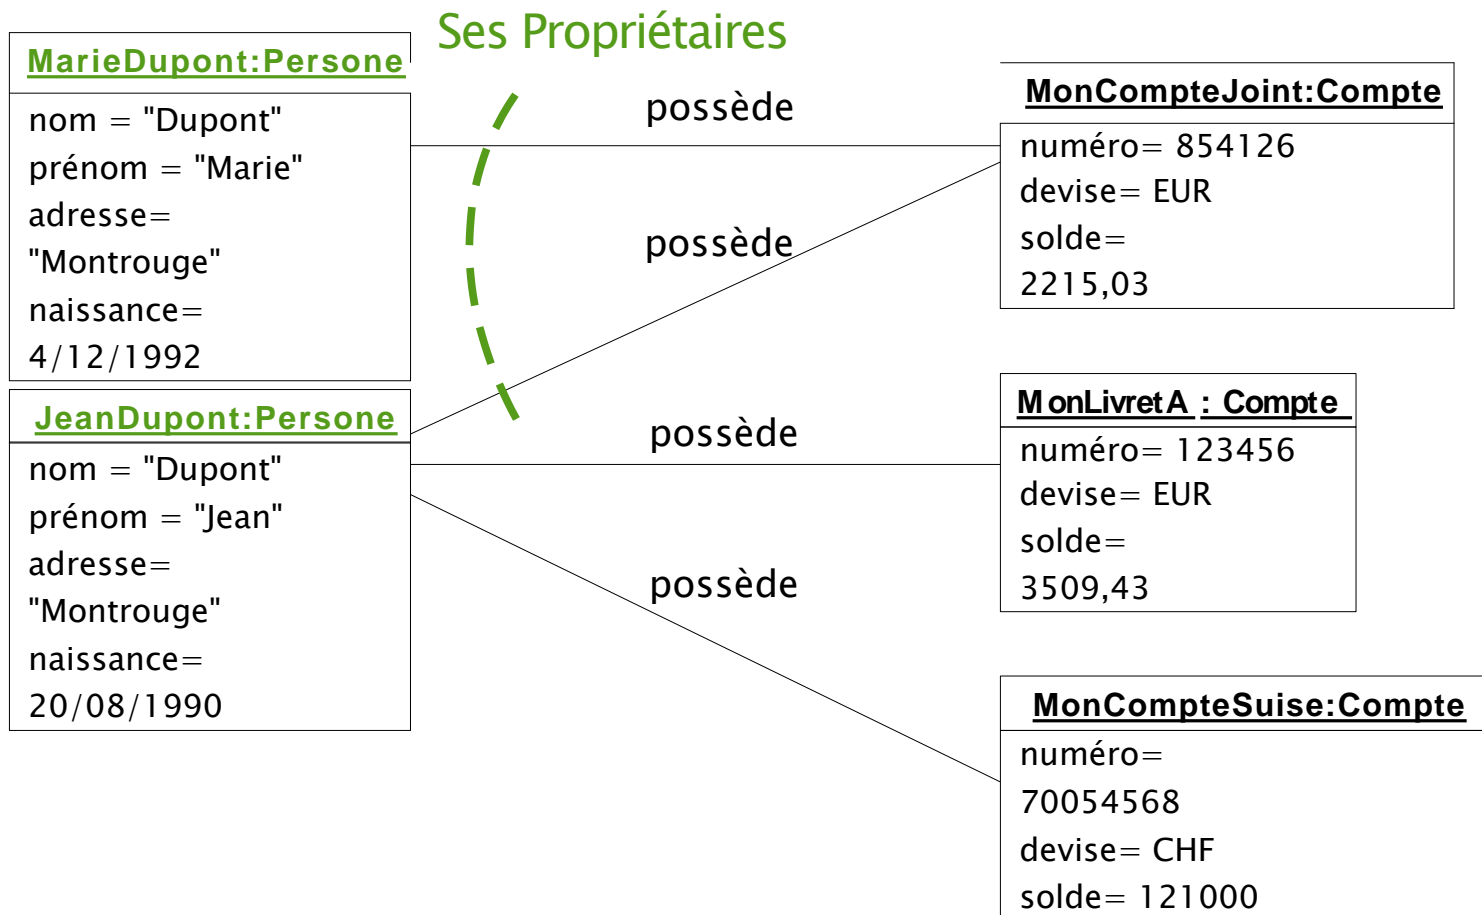 Ses Propriétaires
MarieDupont:Persone
nom = "Dupont"
prénom = "Marie"
adresse=
"Montrouge"
naissance=
4/12/1992
JeanDupont:Persone
nom = "Dupont"
prénom = "Jean"
adresse=
"Montrouge"
naissance=
20/08/1990
possède
possède
possède
possède
MonCompteJoint:Compte
numéro= 854126
devise= EUR
solde=
2215,03
MonLivretA : Compte
numéro= 123456
devise= EUR
solde=
3509,43
MonCompteSuise:Compte
numéro=
70054568
devise= CHF
solde= 121000